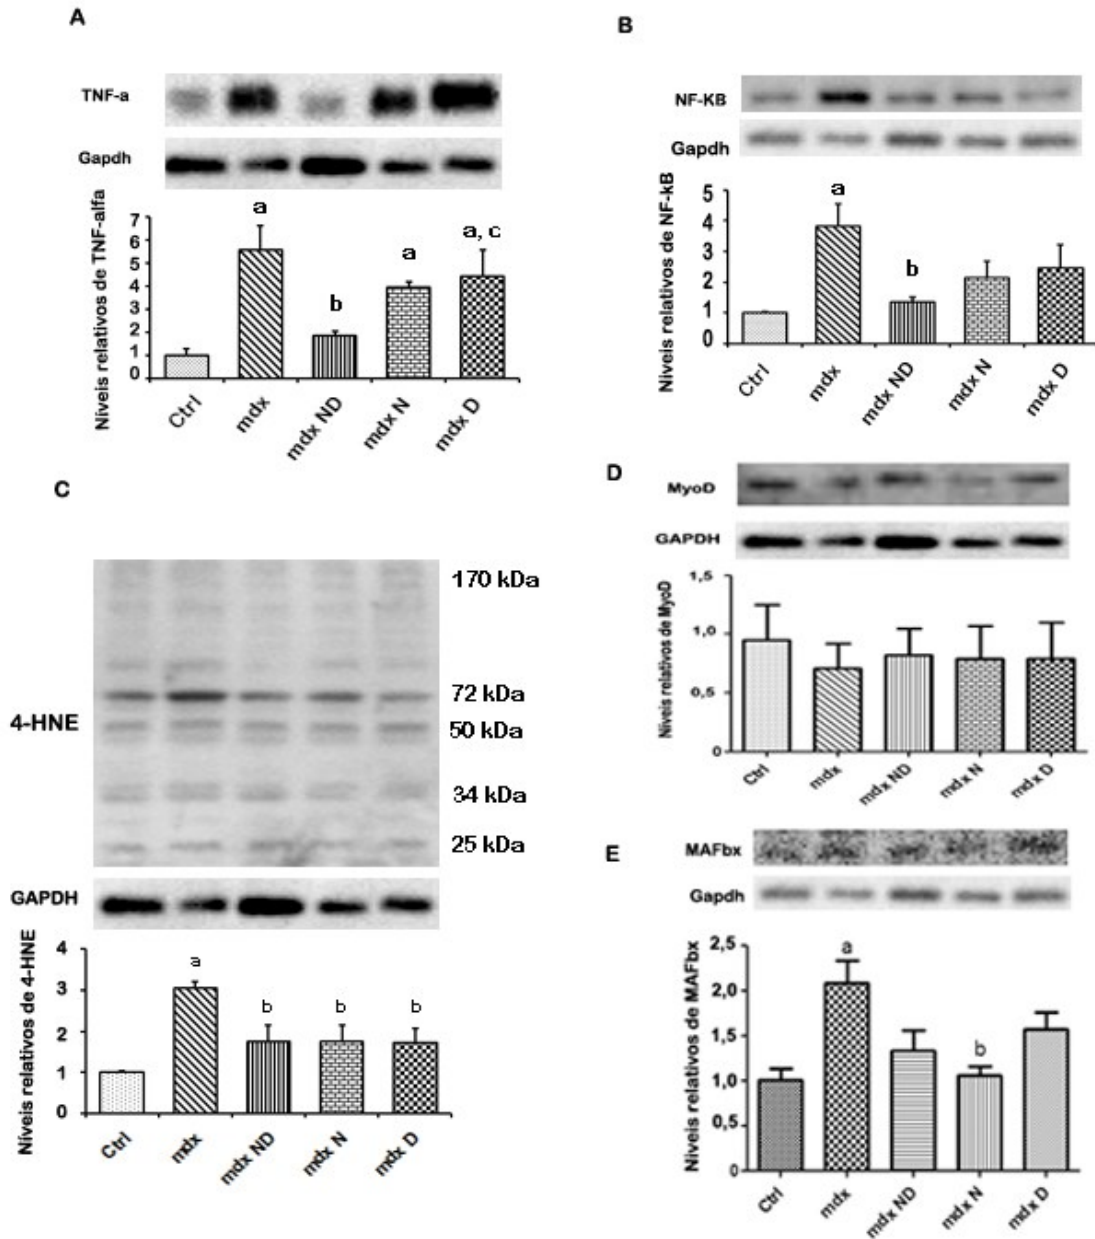 A
TNF-a
Gapdh
Níveis relativos de TNF-alfa
7
6
5
4
3
2
1
0
a
b
a
a, c
Ctrl
mdx
mdx ND
mdx N
mdx D
B
NF-KB
Gapdh
Níveis relativos de NF-kB
5
4
3
2
1
0
a
b
Ctrl
mdx
mdx ND
mdx N
mdx D
C
4-HNE
170 kDa
72 kDa
50 kDa
34 kDa
25 kDa
GAPDH
Níveis relativos de 4-HNE
4
3
2
1
0
a
b
b
b
Ctrl
mdx
mdx ND
mdx N
mdx D
D
MyoD
GAPDH
Níveis relativos de MyoD
1,5
1,0
0,5
0
Ctrl
mdx
mdx ND
mdx N
mdx D
E
MAFbx
Gapdh
Níveis relativos de MAFbx
2,5
2,0
1,5
1,0
0,5
0
a
b
Ctrl
mdx
mdx ND
mdx N
mdx D